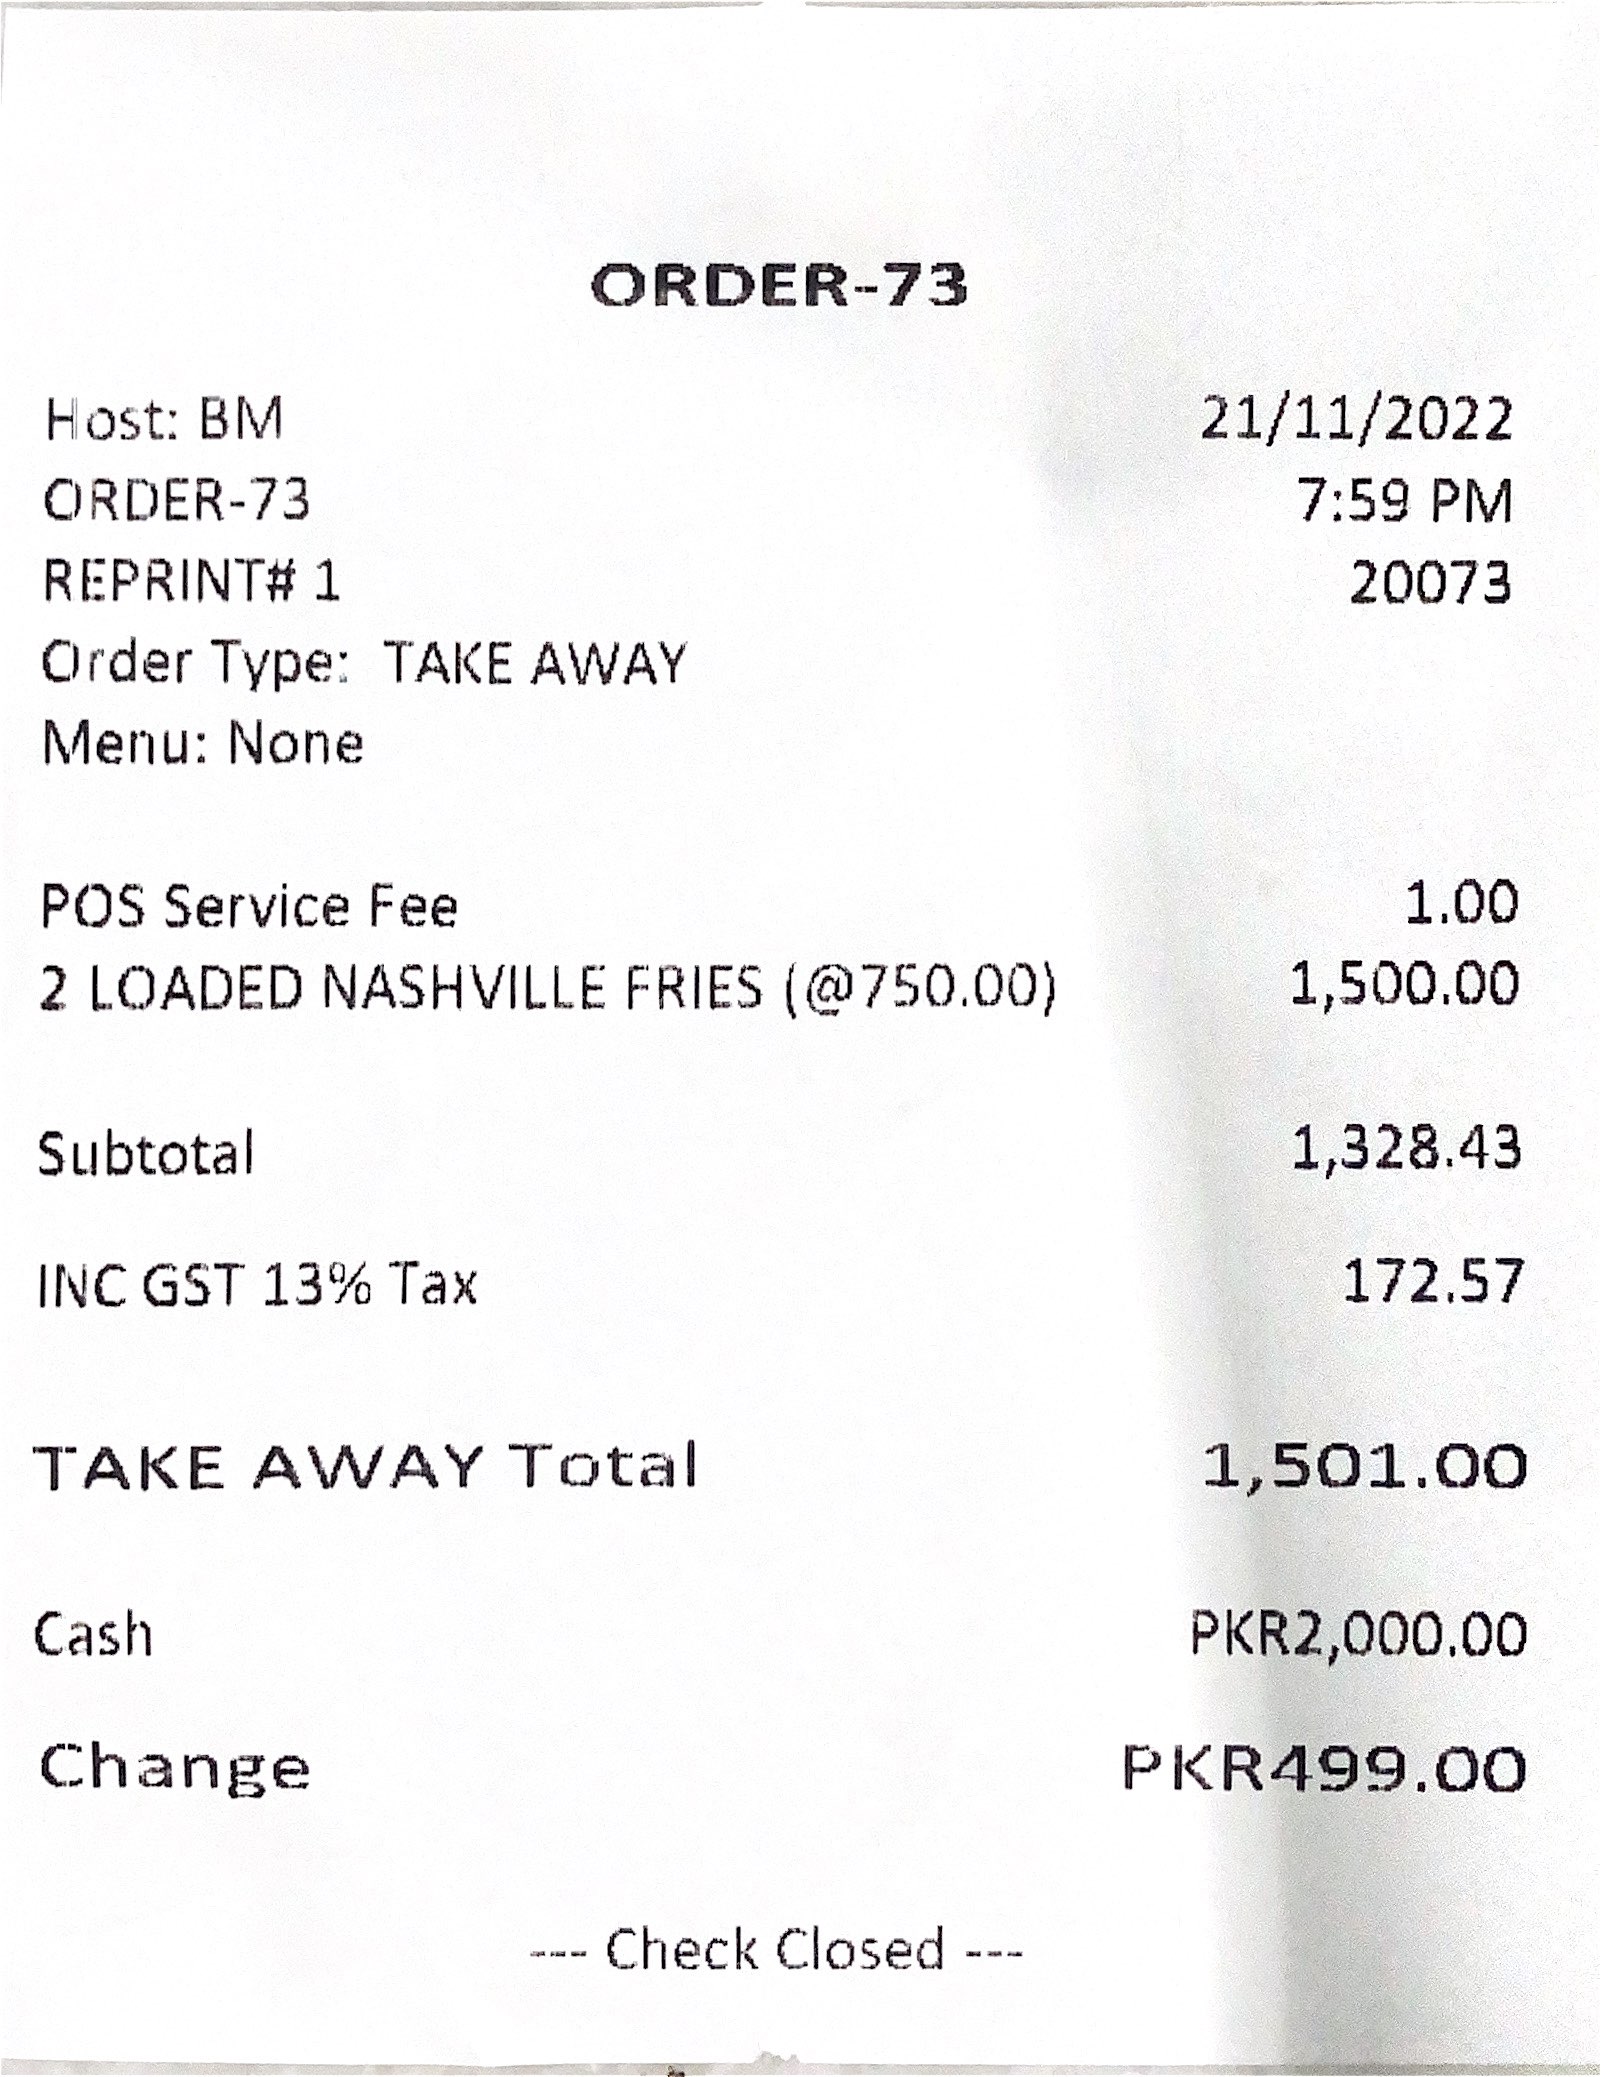 ORDER-73
Host: BM 21/11/2022
ORDER-73 7:59 PM
REPRINT# 1 20073
Order Type: TAKE AWAY
Menu: None
POS Service Fee 1.00
2 LOADED NASHVILLE FRIES (@750.00) 1,500.00
Subtotal 1,328.43
INC GST 13% Tax 172.57
TAKE AWAY Total 1,501.00
Cash PKR2,000.00
Change PKR499.00
--- Check Closed ---